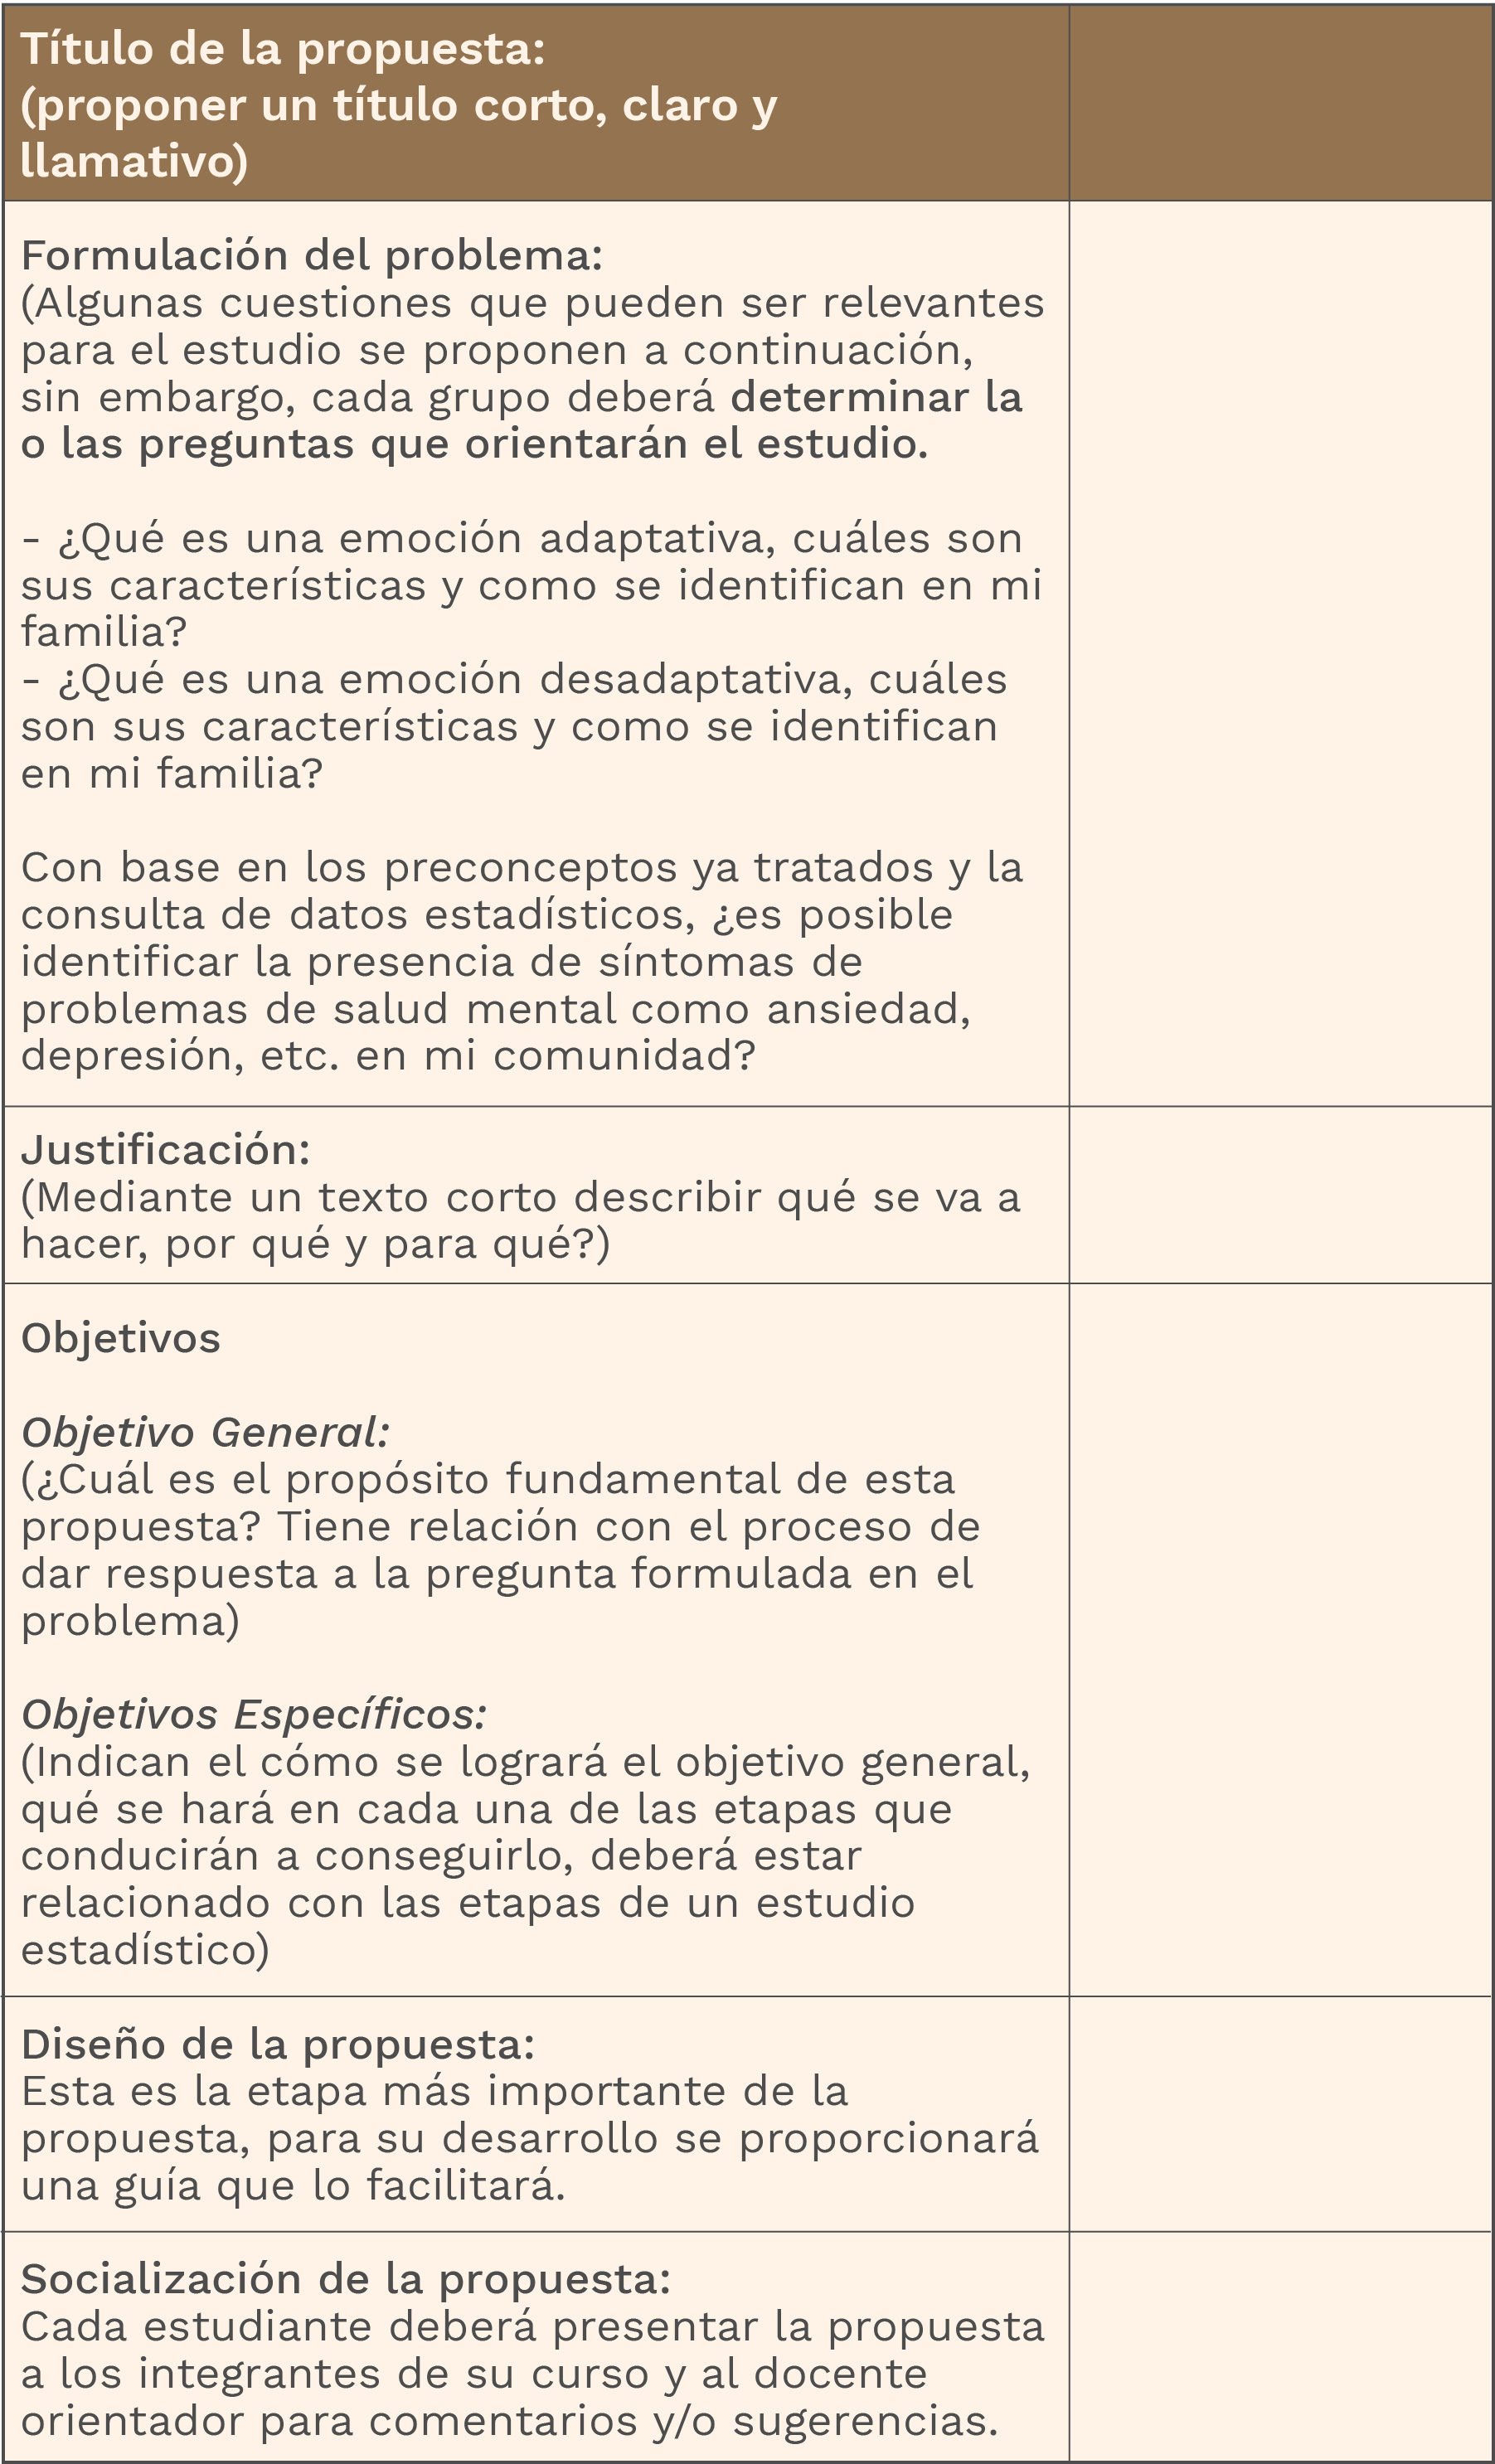 Título de la propuesta:
(proponer un título corto, claro y
llamativo)
Formulación del problema:
(Algunas cuestiones que pueden ser relevantes
para el estudio se proponen a continuación,
sin embargo, cada grupo deberá determinar la
o las preguntas que orientarán el estudio.
- ¿Qué es una emoción adaptativa, cuáles son
sus características y como se identifican en mi
familia?
- ¿Qué es una emoción desadaptativa, cuáles
son sus características y como se identifican
en mi familia?
Con base en los preconceptos ya tratados y la
consulta de datos estadísticos, ¿es posible
identificar la presencia de síntomas de
problemas de salud mental como ansiedad,
depresión, etc. en mi comunidad?
Justificación:
(Mediante un texto corto describir qué se va a
hacer, por qué y para qué?)
Objetivos
Objetivo General:
(¿Cuál es el propósito fundamental de esta
propuesta? Tiene relación con el proceso de
dar respuesta a la pregunta formulada en el
problema)
Objetivos Específicos:
(Indican el cómo se logrará el objetivo general,
qué se hará en cada una de las etapas que
conducirán a conseguirlo, deberá estar
relacionado con las etapas de un estudio
estadístico)
Diseño de la propuesta:
Esta es la etapa más importante de la
propuesta, para su desarrollo se proporcionará
una guía que lo facilitará.
Socialización de la propuesta:
Cada estudiante deberá presentar la propuesta
a los integrantes de su curso y al docente
orientador para comentarios y/o sugerencias.